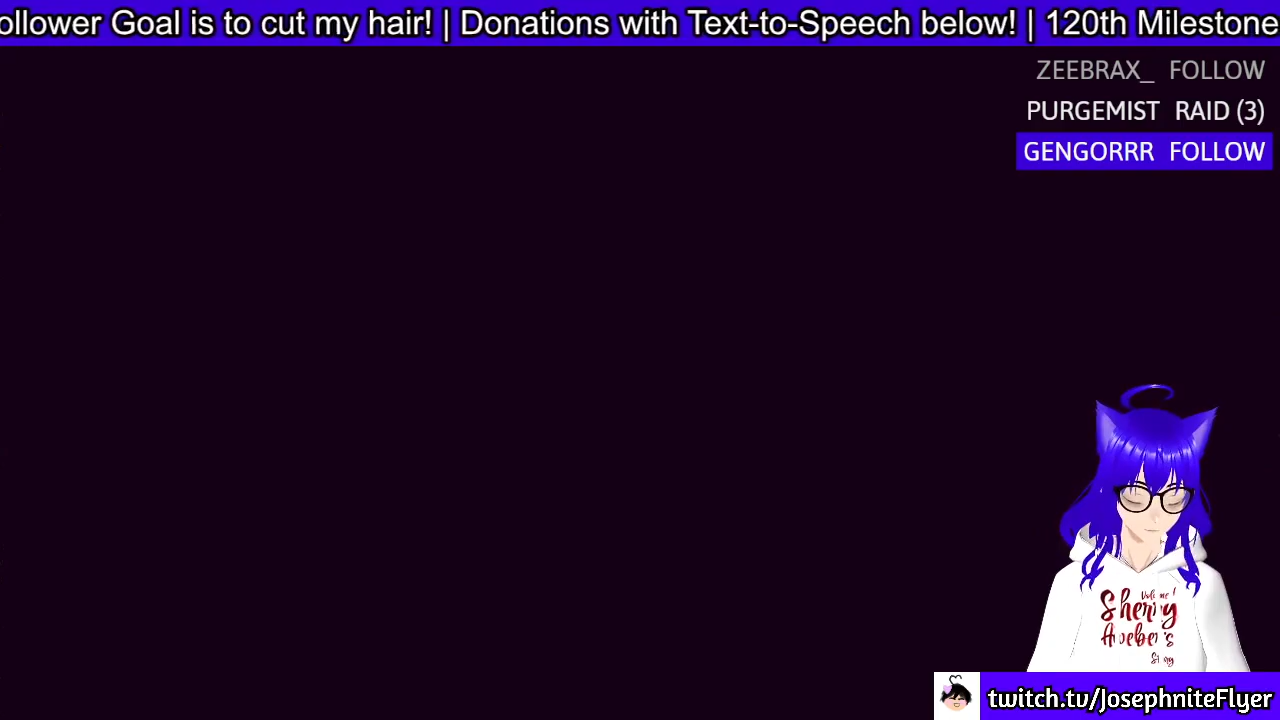 ollower Goal is to cut my hair! | Donations with Text-to-Speech below! | 120th Milestone
ZEEBRAX_ FOLLOW
PURGEMIST RAID (3)
GENGORRR FOLLOW
Sherry
twitch.tv/JosephniteFlyer